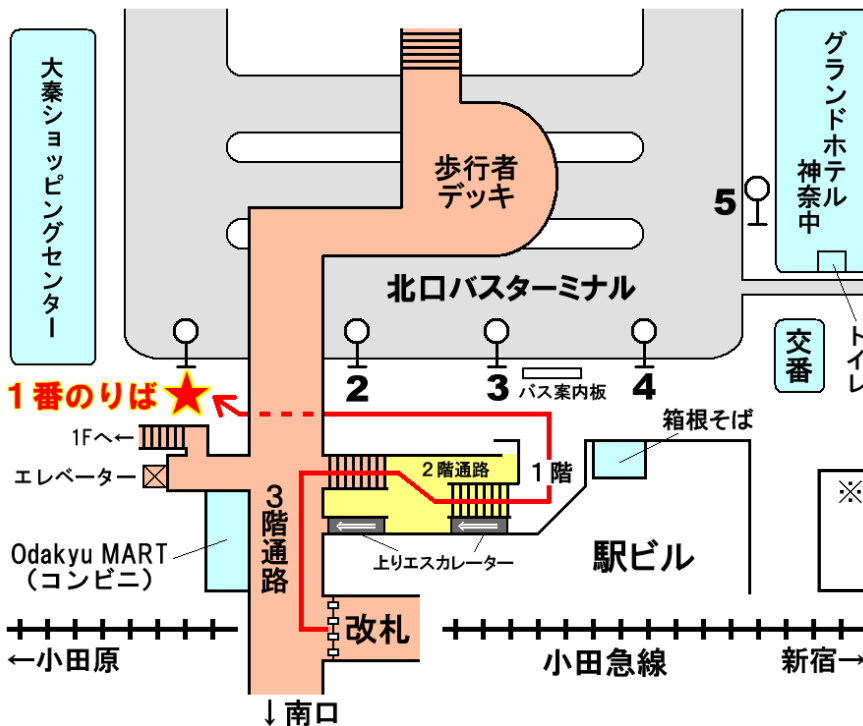 大秦ショッピングセンター
グランドホテル
神奈中
歩行者
デッキ
5
北口バスターミナル
トイレ
交番
1番のりば
2
3
バス案内板
4
箱根そば
1Fへ←
エレベーター
2階通路
1階
3階通路
※
Odakyu MART
（コンビニ）
上りエスカレーター
駅ビル
改札
←小田原
小田急線
新宿→
↓南口